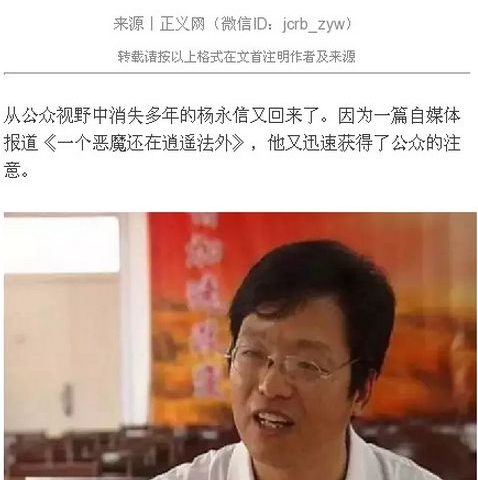 来源丨正义网（微信ID：jcrb_zyw）
转载请按以上格式在文首注明作者及来源
从公众视野中消失多年的杨永信又回来了。因为一篇自媒体
报道《一个恶魔还在逍遥法外》，他又迅速获得了公众的注
意。